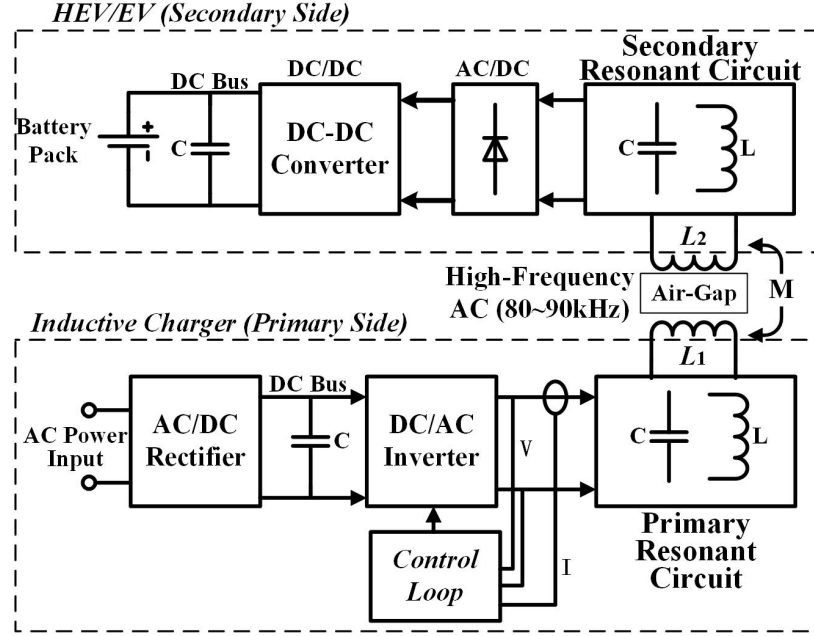 HEV/EV (Secondary Side)
DC Bus
DC/DC
AC/DC
Secondary
Resonant Circuit
Battery
Pack
+
-
C
DC-DC
Converter
C
L
L2
High-Frequency
AC (80~90kHz)
Air-Gap
M
Inductive Charger (Primary Side)
L1
DC Bus
AC Power
Input
AC/DC
Rectifier
C
DC/AC
Inverter
V
C
L
Control
Loop
I
Primary
Resonant
Circuit